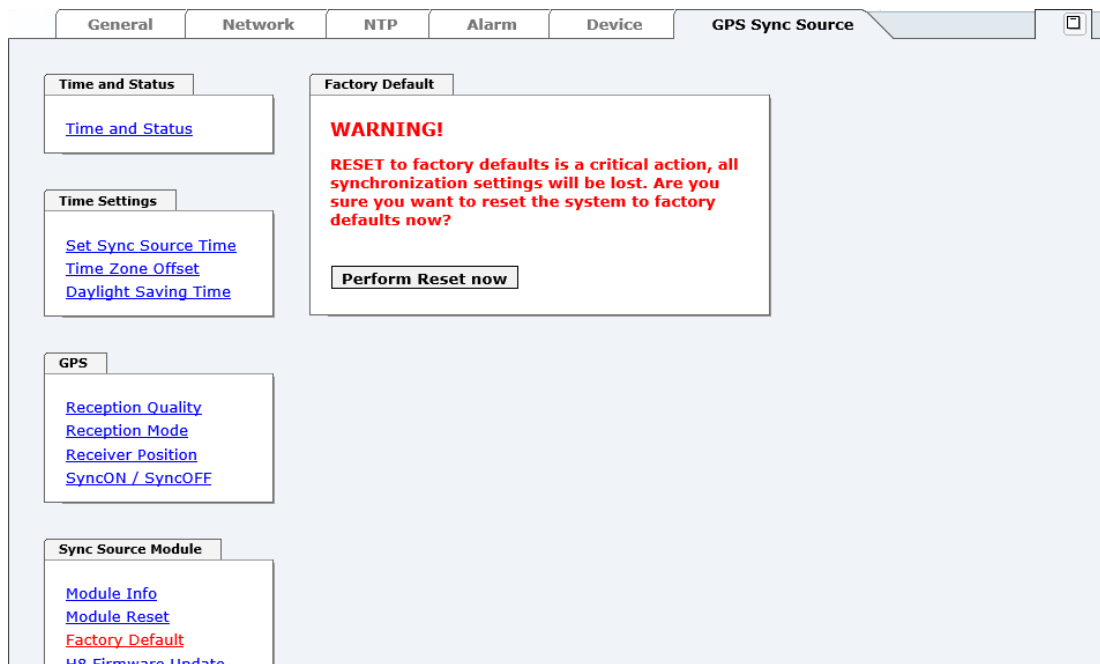 General
Network
NTP
Alarm
Device
GPS Sync Source
Time and Status
Time and Status
Time Settings
Set Sync Source Time
Time Zone Offset
Daylight Saving Time
GPS
Reception Quality
Reception Mode
Receiver Position
SyncON / SyncOFF
Sync Source Module
Module Info
Module Reset
Factory Default
H8 Firmware Update
Factory Default
WARNING!
RESET to factory defaults is a critical action, all
synchronization settings will be lost. Are you
sure you want to reset the system to factory
defaults now?
Perform Reset now